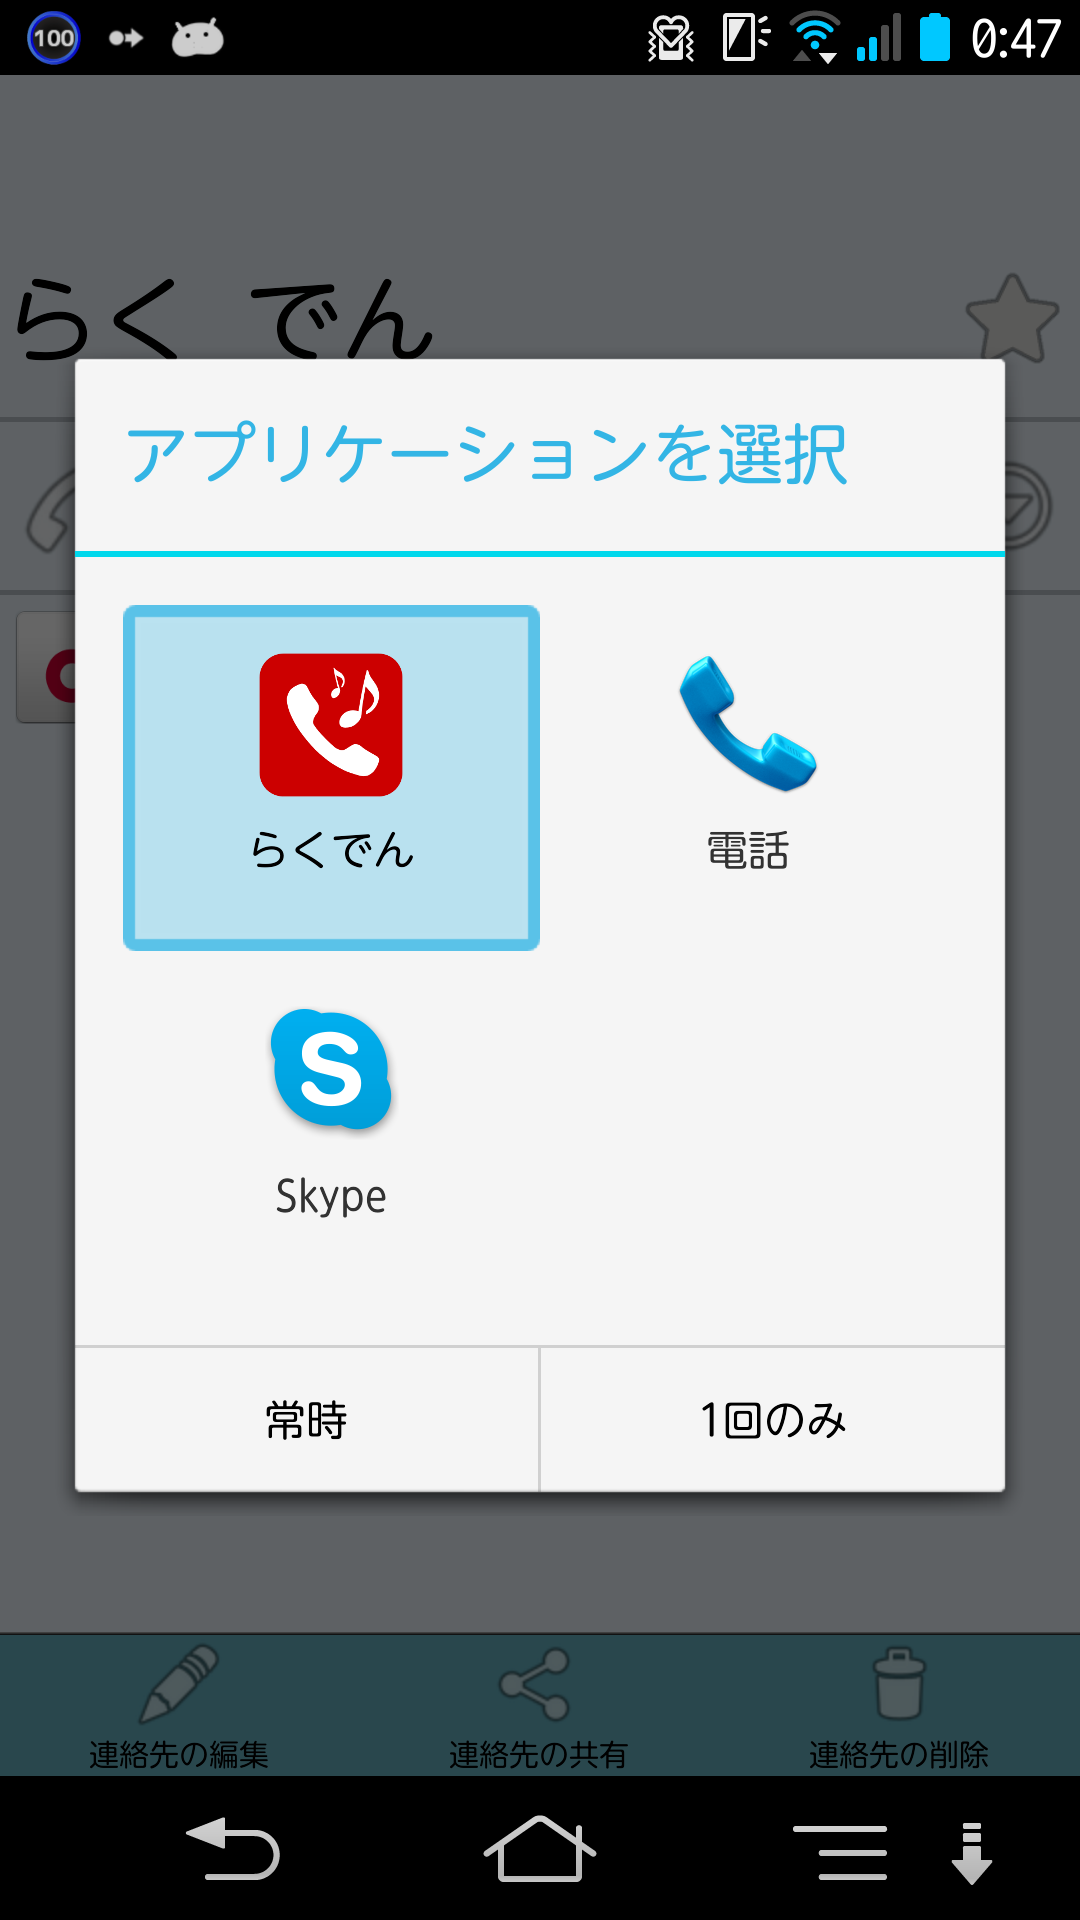 100
0:47
らく でん
アプリケーションを選択
らくでん
電話
Skype
常時
1回のみ
連絡先の編集
連絡先の共有
連絡先の削除